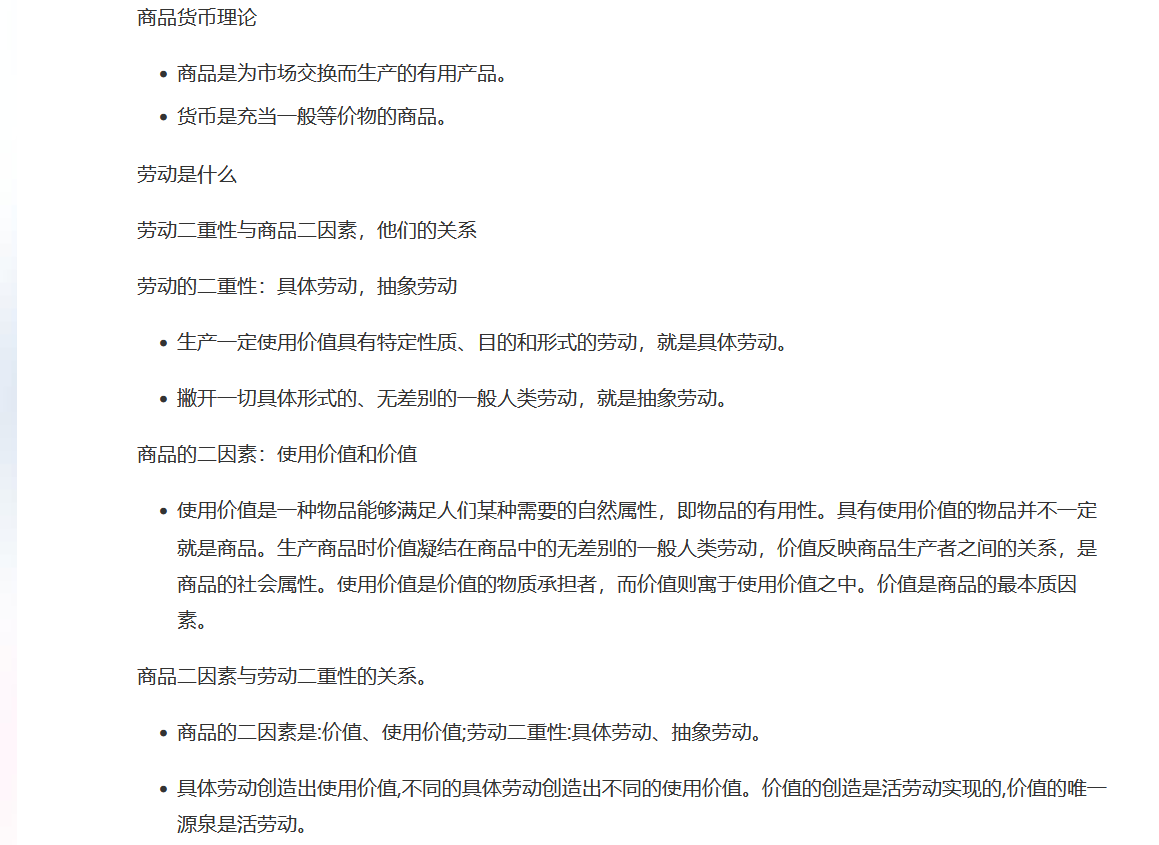 商品货币理论
• 商品是为市场交换而生产的有用产品。
• 货币是充当一般等价物的商品。
劳动是什么
劳动二重性与商品二因素，他们的关系
劳动的二重性：具体劳动，抽象劳动
• 生产一定使用价值具有特定性质、目的和形式的劳动，就是具体劳动。
• 撇开一切具体形式的、无差别的一般人类劳动，就是抽象劳动。
商品的二因素：使用价值和价值
• 使用价值是一种物品能够满足人们某种需要的自然属性，即物品的有用性。具有使用价值的物品并不一定
就是商品。生产商品时价值凝结在商品中的无差别的一般人类劳动，价值反映商品生产者之间的关系，是
商品的社会属性。使用价值是价值的物质承担者，而价值则寓于使用价值之中。价值是商品的最本质因
素。
商品二因素与劳动二重性的关系。
• 商品的二因素是:价值、使用价值;劳动二重性:具体劳动、抽象劳动。
• 具体劳动创造出使用价值,不同的具体劳动创造出不同的使用价值。价值的创造是活劳动实现的,价值的唯一
源泉是活劳动。